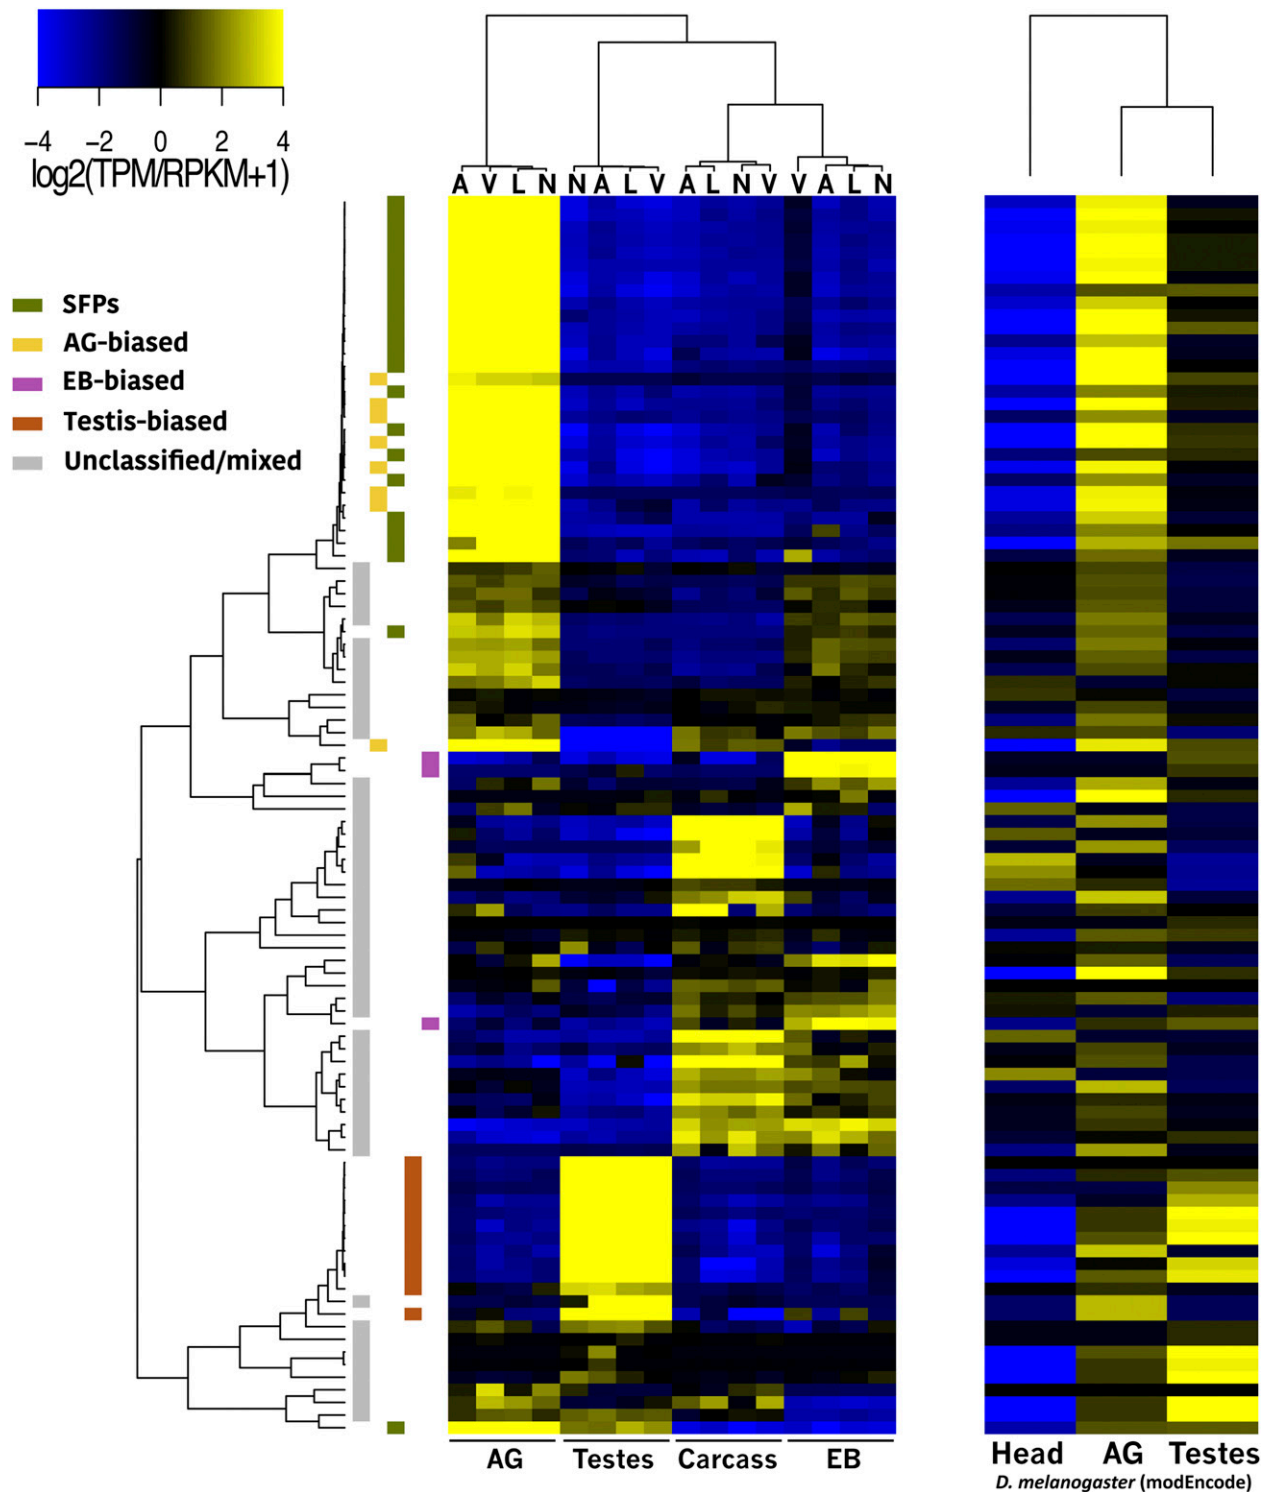 −4 −2 0 2 4
log2(TPM/RPKM+1)
SFPs
AG-biased
EB-biased
Testis-biased
Unclassified/mixed
A V L N N A L V A L N V V A L N
AG Testes Carcass EB
Head AG Testes
D. melanogaster (modEncode)